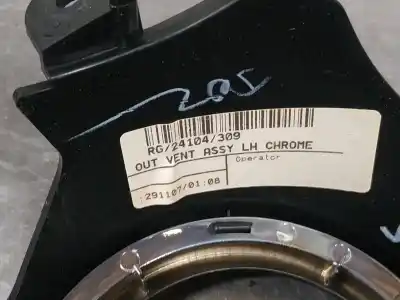 205
RG/24104/309
OUT VENT ASSY LH CHROME
Operator
:291107/01:08